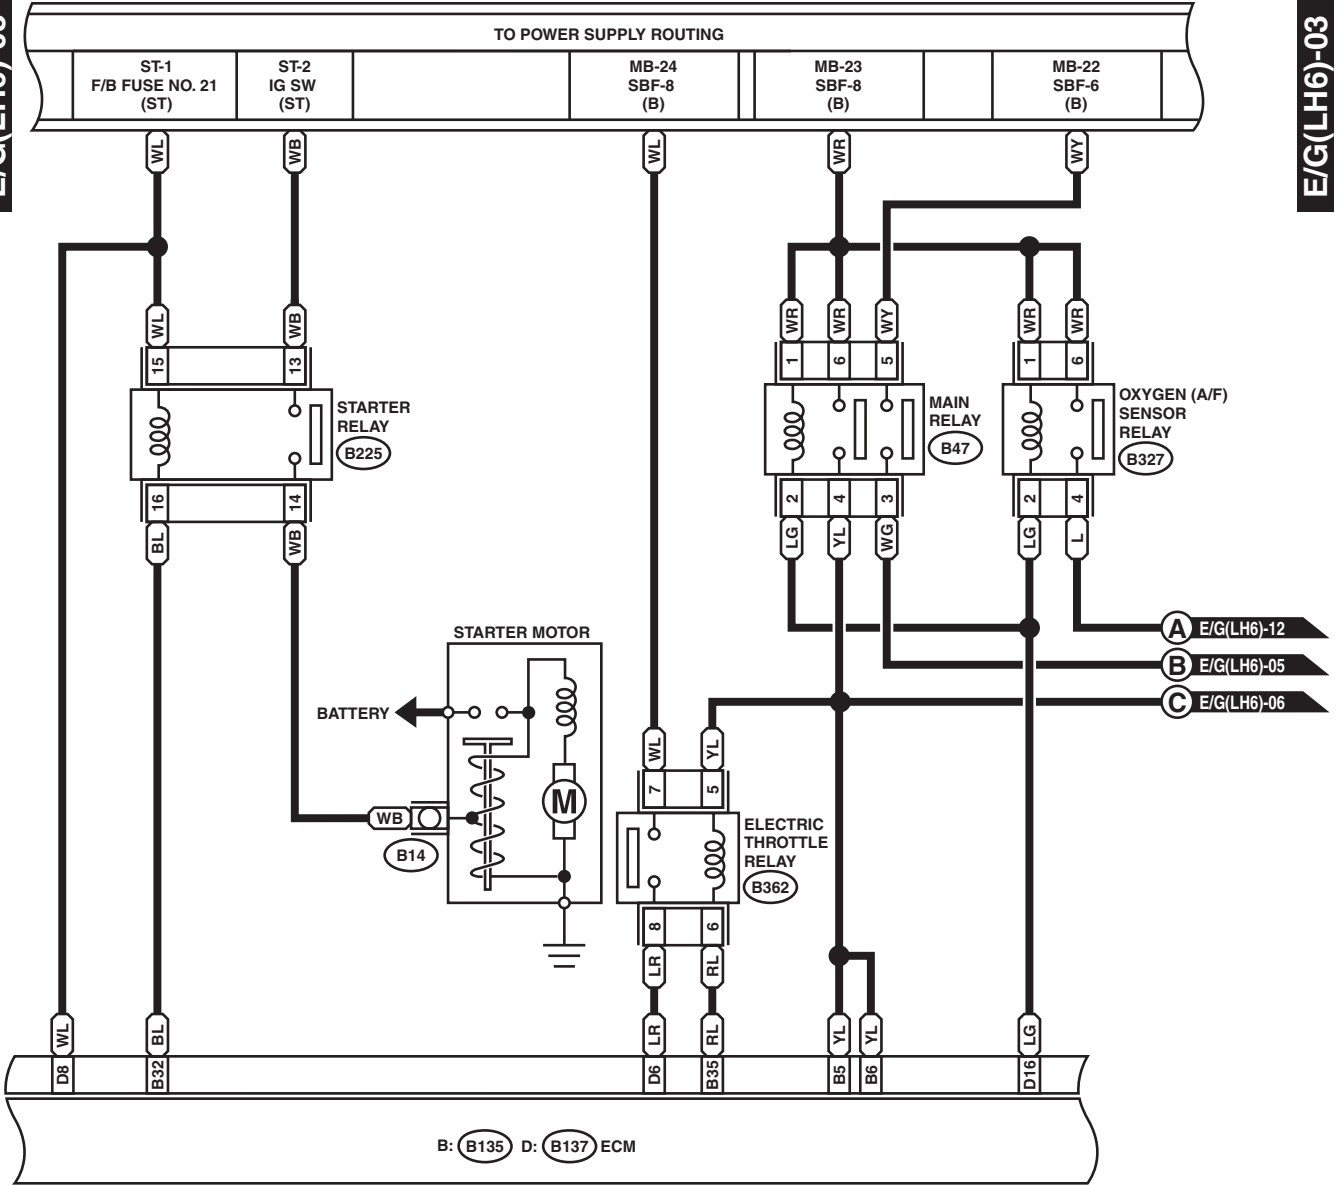 E/G(LH6)-03
TO POWER SUPPLY ROUTING
ST-1
F/B FUSE NO. 21
(ST)
ST-2
IG SW
(ST)
MB-24
SBF-8
(B)
MB-23
SBF-8
(B)
MB-22
SBF-6
(B)
WL
WB
WL
WR
WY
WL
WB
WR
WR
WY
WR
WR
15
13
1
6
5
1
6
STARTER
RELAY
B225
MAIN
RELAY
B47
OXYGEN (A/F)
SENSOR
RELAY
B327
16
14
2
4
3
2
4
BL
WB
LG
YL
WG
LG
L
A E/G(LH6)-12
B E/G(LH6)-05
C E/G(LH6)-06
STARTER MOTOR
BATTERY
M
WB
B14
WL
YL
7
5
ELECTRIC
THROTTLE
RELAY
B362
8
6
LR
RL
WL
BL
LR
RL
YL
YL
LG
D8
B32
D6
B35
B5
B6
D16
B: B135 D: B137 ECM